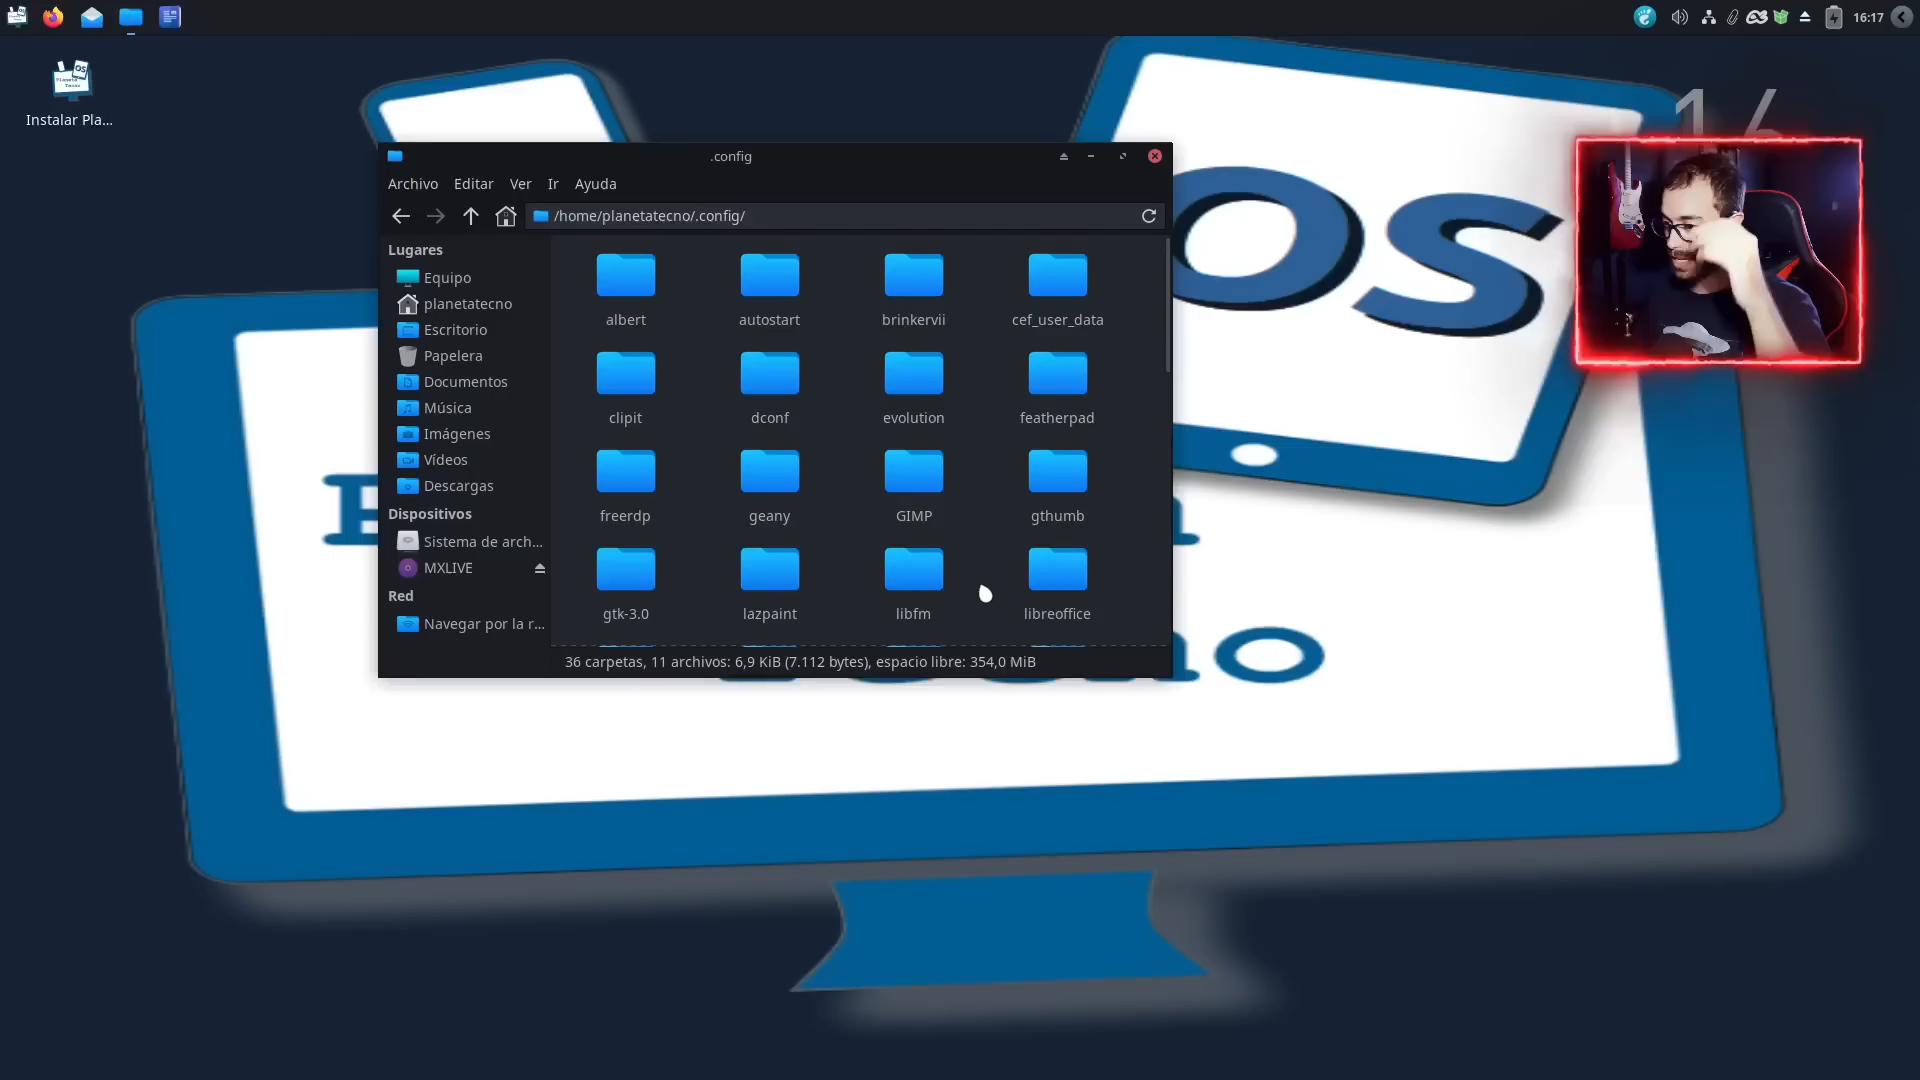 16:17
Instalar Pla...
.config
Archivo Editar Ver Ir Ayuda
/home/planetatecno/.config/
Lugares
Equipo
planetatecno
Escritorio
Papelera
Documentos
Música
Imágenes
Vídeos
Descargas
Dispositivos
Sistema de arch...
MXLIVE
Red
Navegar por la r...
albert autostart brinkervii cef_user_data
clipit dconf evolution featherpad
freerdp geany GIMP gthumb
gtk-3.0 lazpaint libfm libreoffice
36 carpetas, 11 archivos: 6,9 KiB (7.112 bytes), espacio libre: 354,0 MiB
OS